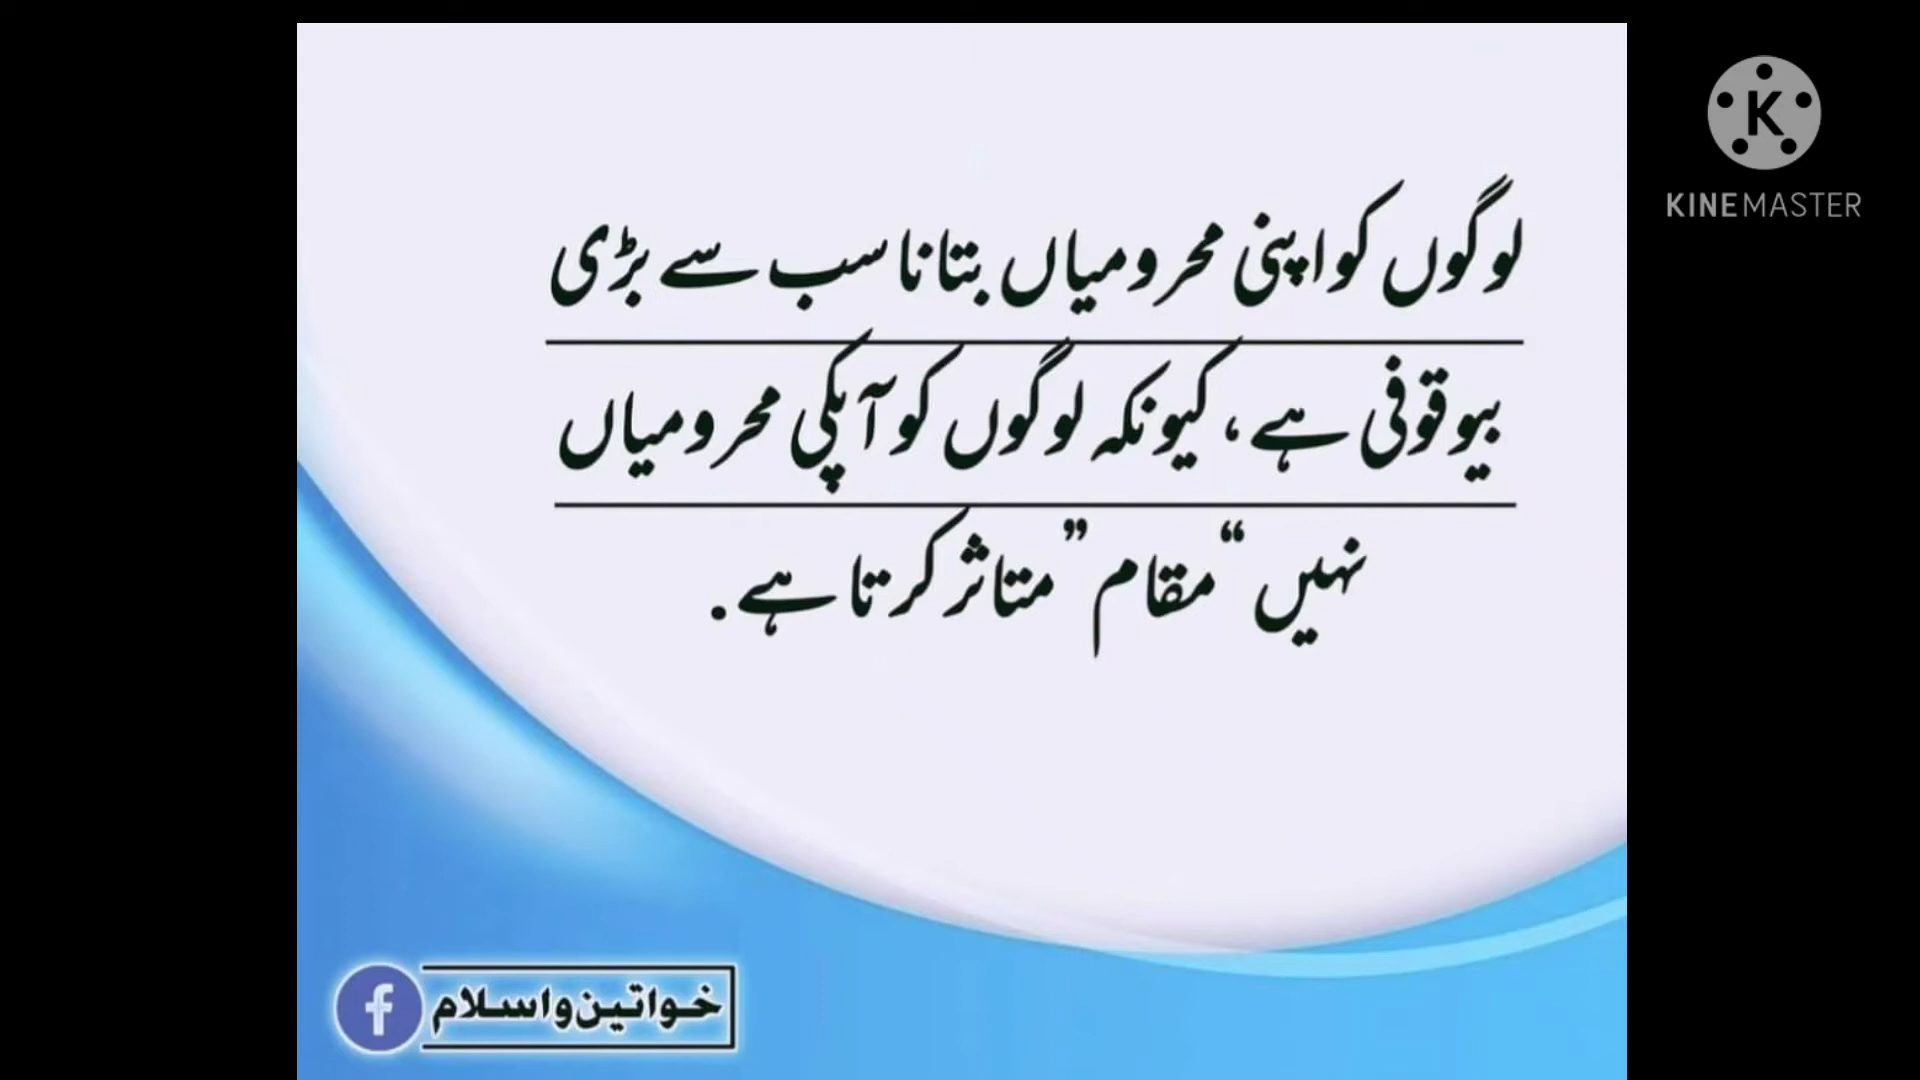 لوگوں کو اپنی محرومیاں بتانا سب سے بڑی
بیوقوفی ہے، کیونکہ لوگوں کو آپکی محرومیاں
نہیں “مقام” متاثر کرتا ہے.
خواتین و اسلام
K
KINEMASTER